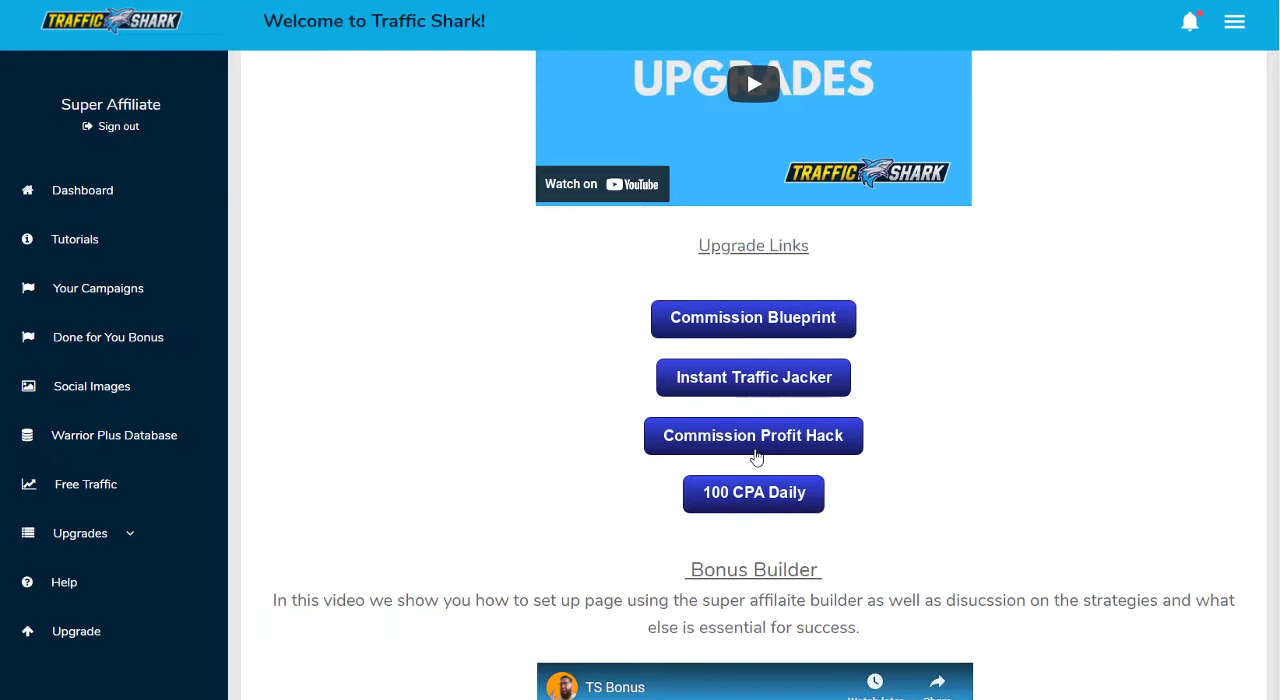 TRAFFIC SHARK
Welcome to Traffic Shark!
Super Affiliate
Sign out
Dashboard
Tutorials
Your Campaigns
Done for You Bonus
Social Images
Warrior Plus Database
Free Traffic
Upgrades
Help
Upgrade
UPGRADES
TRAFFIC SHARK
Watch on YouTube
Upgrade Links
Commission Blueprint
Instant Traffic Jacker
Commission Profit Hack
100 CPA Daily
Bonus Builder
In this video we show you how to set up page using the super affilaite builder as well as disucssion on the strategies and what
else is essential for success.
TS Bonus
Watch later
Share